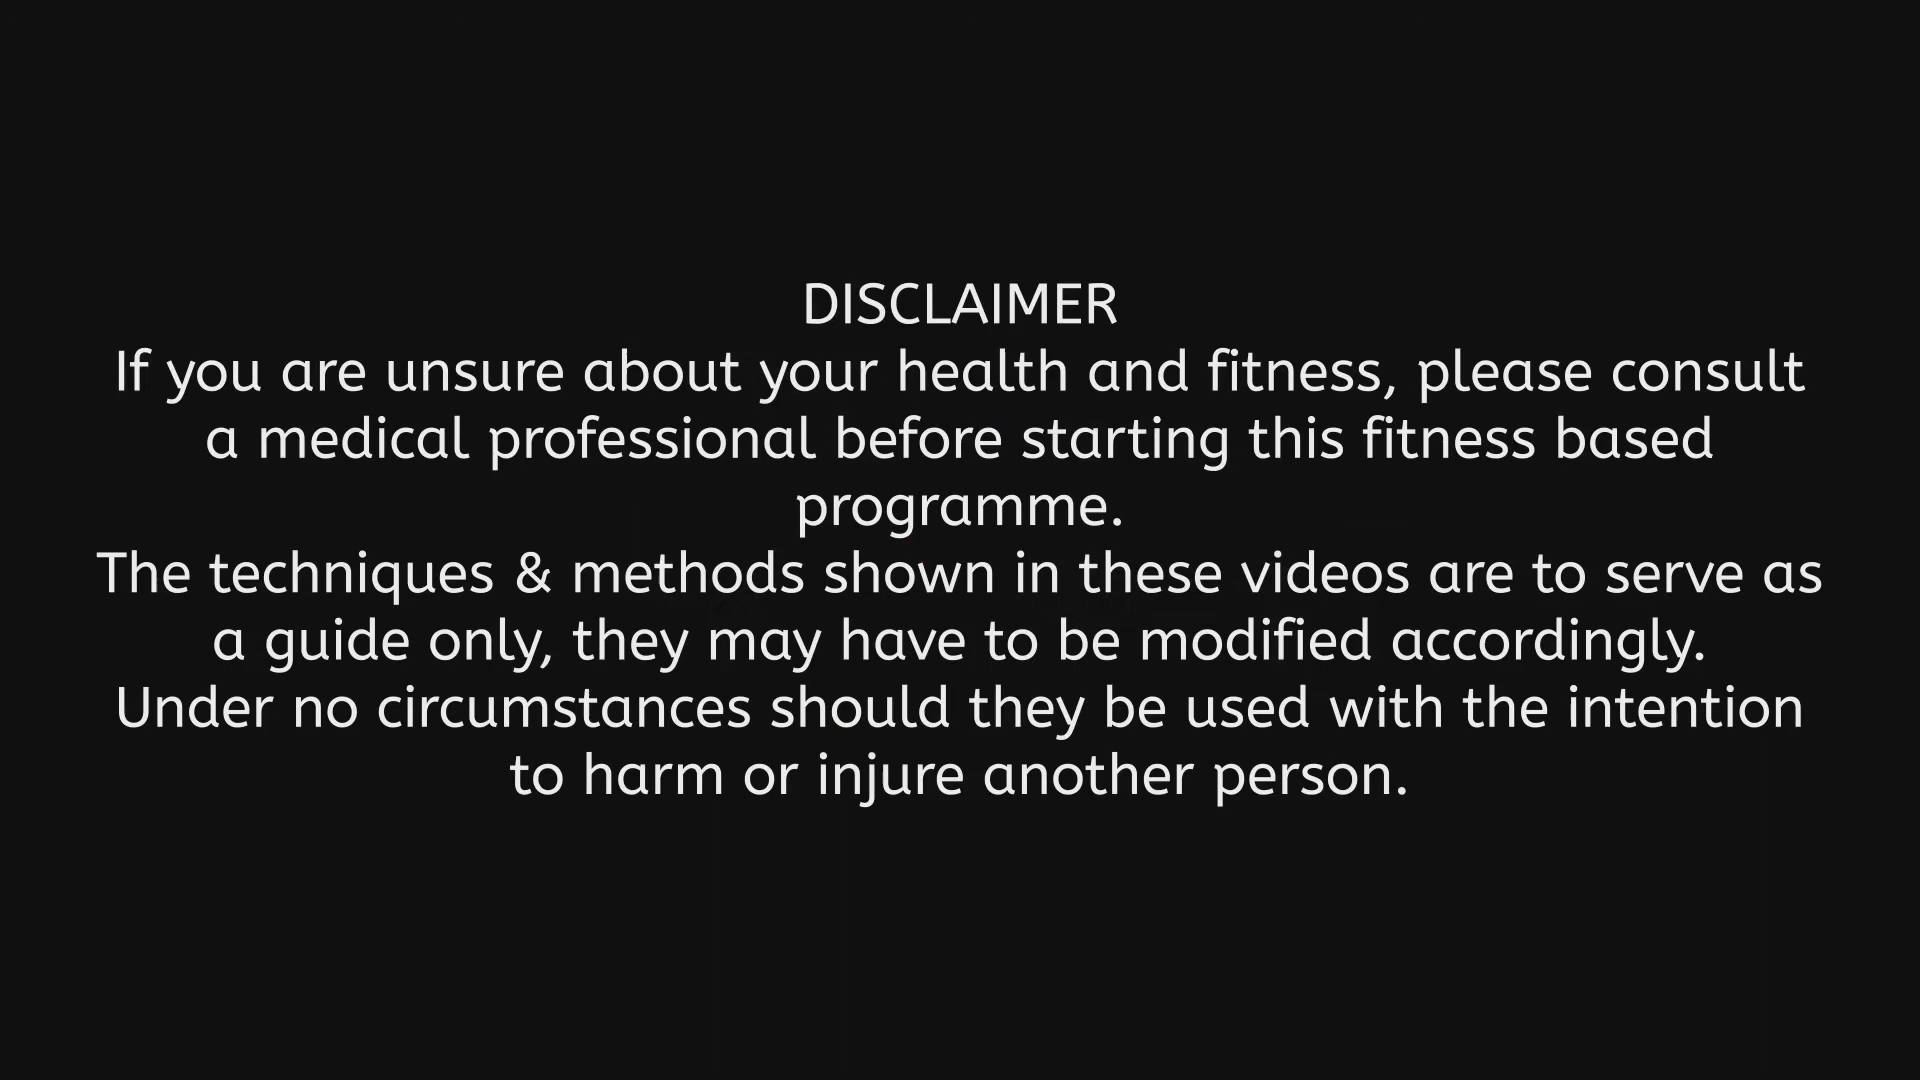 DISCLAIMER
If you are unsure about your health and fitness, please consult
a medical professional before starting this fitness based
programme.
The techniques & methods shown in these videos are to serve as
a guide only, they may have to be modified accordingly.
Under no circumstances should they be used with the intention
to harm or injure another person.